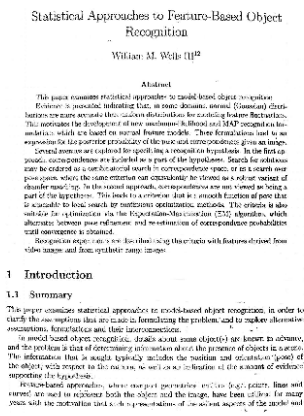 Statistical Approaches to Feature-Based Object
Recognition
William M. Wells III
Abstract
This paper examines statistical approaches to model-based object recognition.
Evidence is presented indicating that, in some domains, normal (Gaussian) distri-
butions are more accurate than uniform distributions for modeling feature fluctuations.
This motivates the development of new maximum-likelihood and MAP recognition for-
mulations which are based on normal feature models. These formulations lead to an
expression for the posterior probability of the pose and correspondences given an image.
Several avenues are explored for specifying a recognition hypothesis. In the first ap-
proach, correspondences are included as a part of the hypotheses. Search for solutions
may be ordered as a combinatorial search in correspondence space, or as a search over
pose space, where the same criterion can equivalently be viewed as a robust variant of
chamfer matching. In the second approach, correspondences are not viewed as being a
part of the hypothesis. This leads to a criterion that is a smooth function of pose that
is amenable to local search by continuous optimization methods. The criteria is also
suitable for optimization via the Expectation-Maximization (EM) algorithm, which
alternates between pose refinement and re-estimation of correspondence probabilities
until convergence is obtained.
Recognition experiments are described using the criteria with features derived from
video images and from synthetic range images.
1 Introduction
1.1 Summary
This paper examines statistical approaches to model-based object recognition, in order to
clarify the assumptions that are made in formulating the problem, and to explore alternative
assumptions, formulations and their interconnections.
In model based object recognition, details about some object(s) are known in advance,
and the problem is that of determining information about the presence of objects in a scene.
The information that is sought typically includes the position and orientation (pose) of
the object, with respect to the camera, as well as an indication of the amount of evidence
supporting the hypothesis.
Feature-based approaches, where compact geometric entities (e.g. points, lines and
curves) are used to represent both the object and the image, have been utilized for many
years with the motivation that such